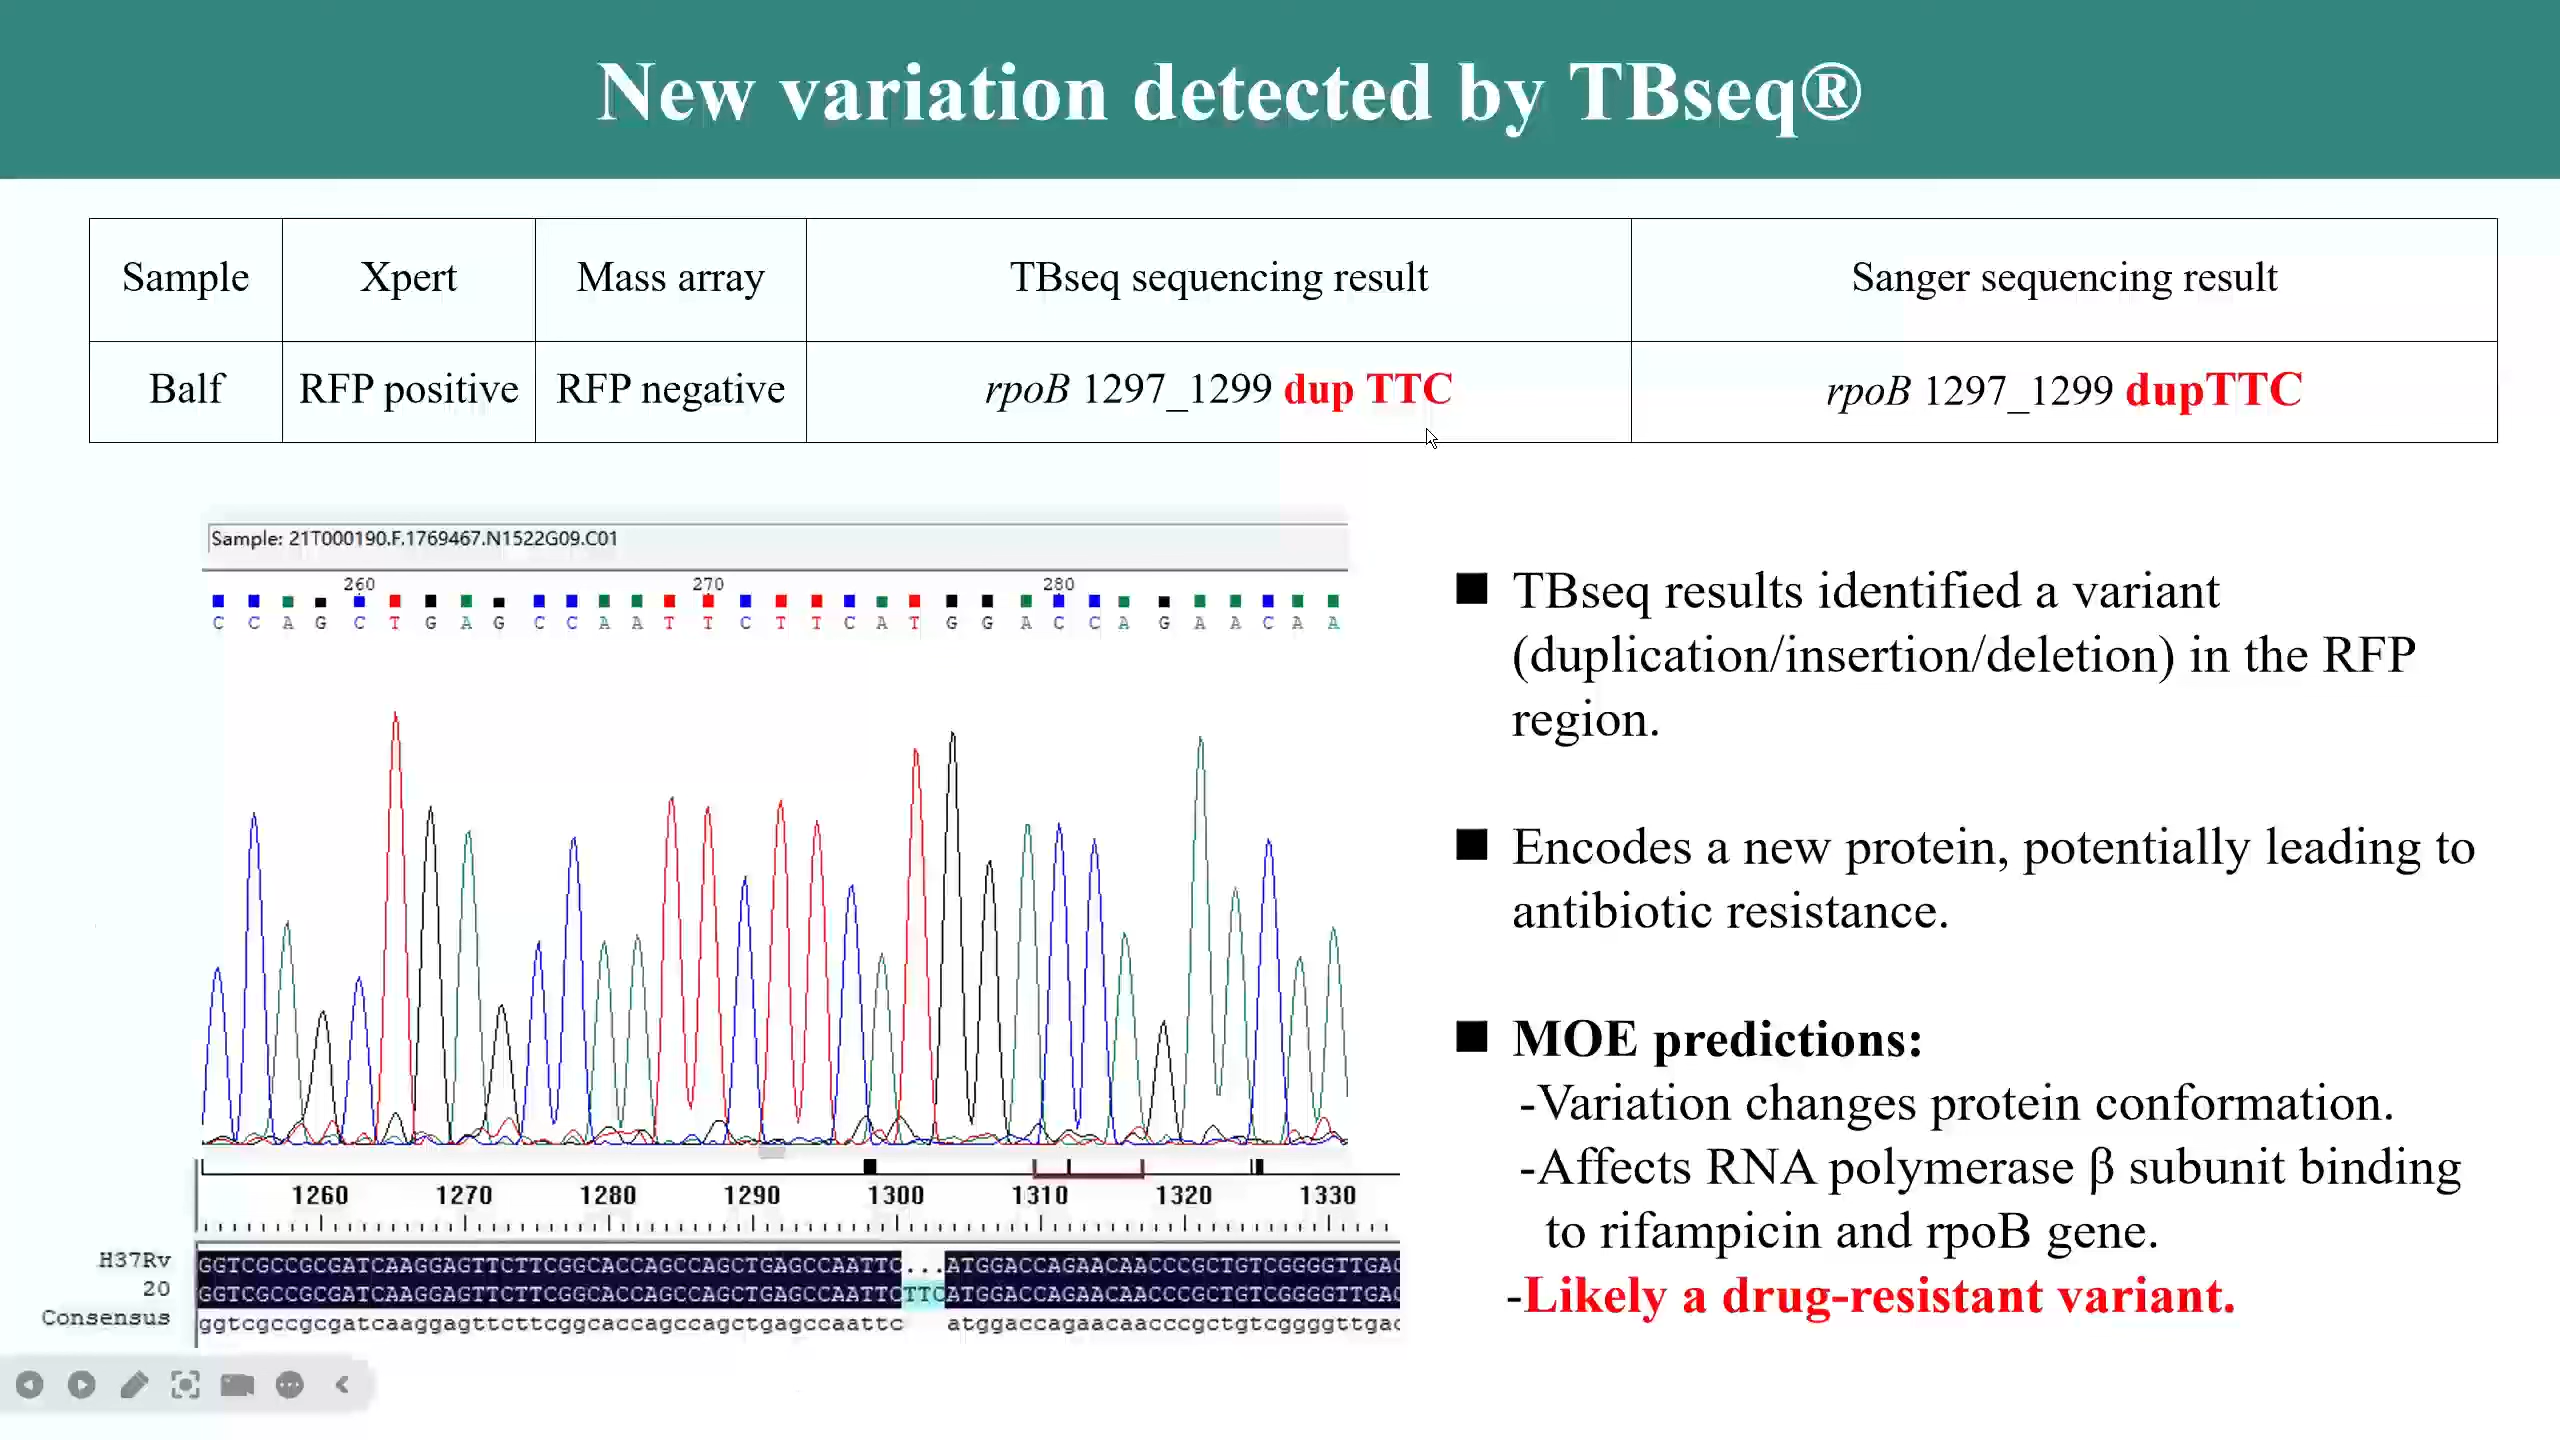 New variation detected by TBseq®
Sample Xpert Mass array TBseq sequencing result Sanger sequencing result
Balf RFP positive RFP negative rpoB 1297_1299 dup TTC rpoB 1297_1299 dupTTC
Sample: 21T000190.F.1769467.N1522G09.C01
260 270 280
C C A G C T G A G C C A A T T C T T C A T G G A C C A G A A C A A
1260 1270 1280 1290 1300 1310 1320 1330
H37Rv GGTCGCCGCGATCAAGGAGTTCTTCGGCACCAGCCAGCTGAGCCAATTC...ATGGACCAGAACAACCCGCTGTCGGGGTTGAC
20 GGTCGCCGCGATCAAGGAGTTCTTCGGCACCAGCCAGCTGAGCCAATTCTTCATGGACCAGAACAACCCGCTGTCGGGGTTGAC
Consensus ggtcgccgcgatcaaggagttcttcggcaccagccagctgagccaattc atggaccagaacaacccgctgtcggggttgac
■ TBseq results identified a variant
(duplication/insertion/deletion) in the RFP
region.
■ Encodes a new protein, potentially leading to
antibiotic resistance.
■ MOE predictions:
-Variation changes protein conformation.
-Affects RNA polymerase β subunit binding
to rifampicin and rpoB gene.
-Likely a drug-resistant variant.